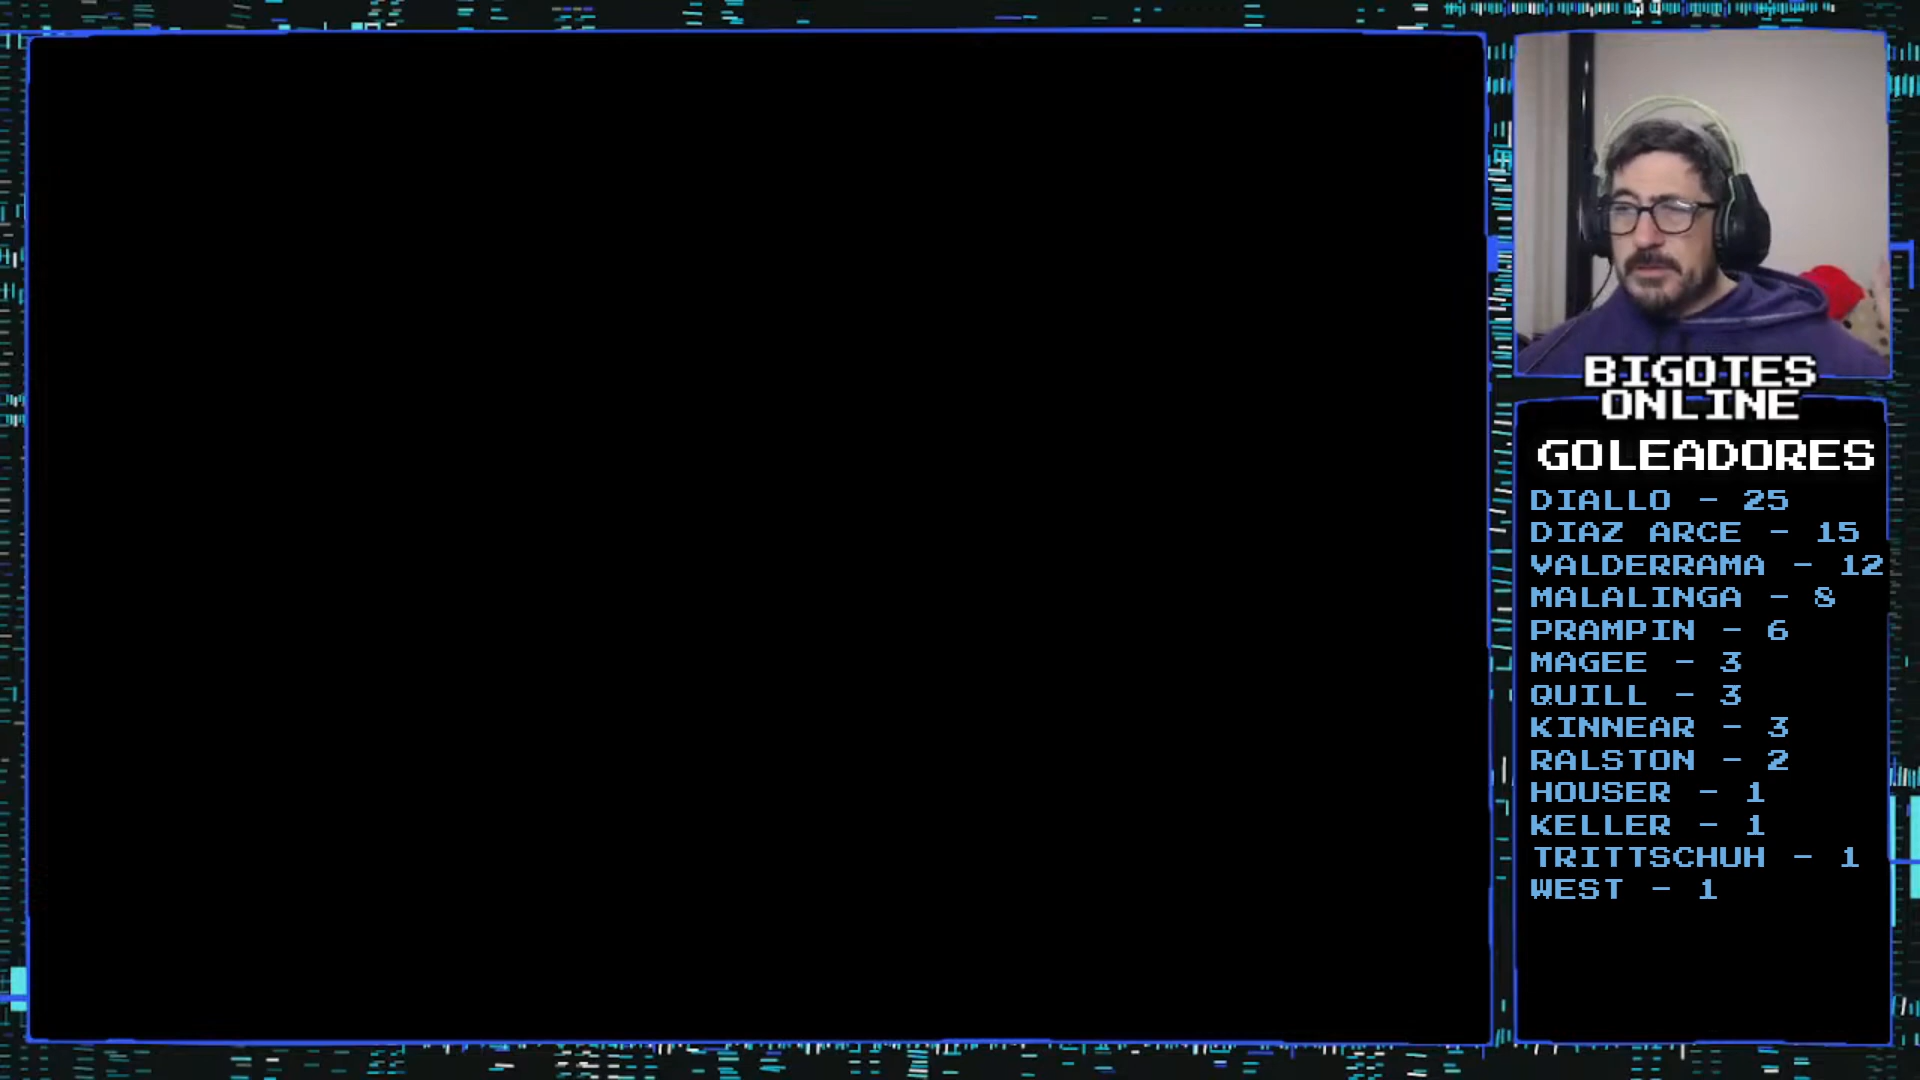 BIGOTES
ONLINE
GOLEADORES
DIALLO - 25
DIAZ ARCE - 15
VALDERRAMA - 12
MALALINGA - 8
PRAMPIN - 6
MAGEE - 3
QUILL - 3
KINNEAR - 3
RALSTON - 2
HOUSER - 1
KELLER - 1
TRITTSCHUH - 1
WEST - 1